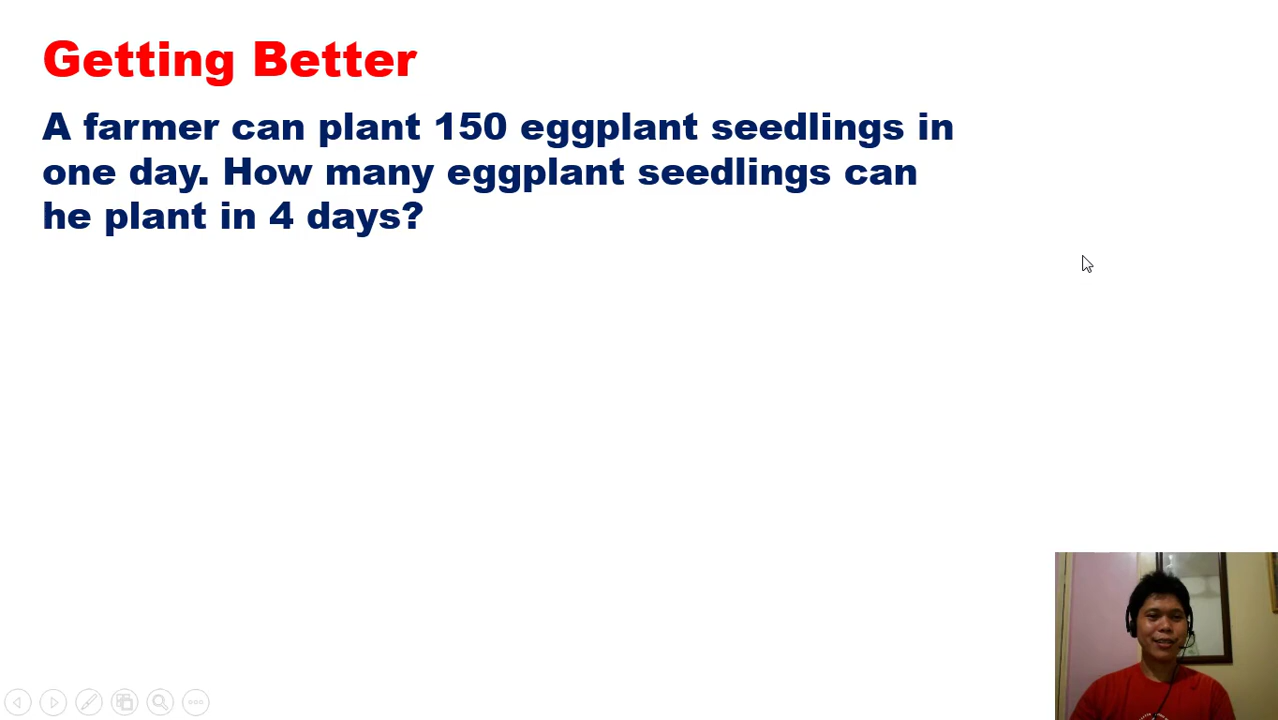 Getting Better
A farmer can plant 150 eggplant seedlings in
one day. How many eggplant seedlings can
he plant in 4 days?